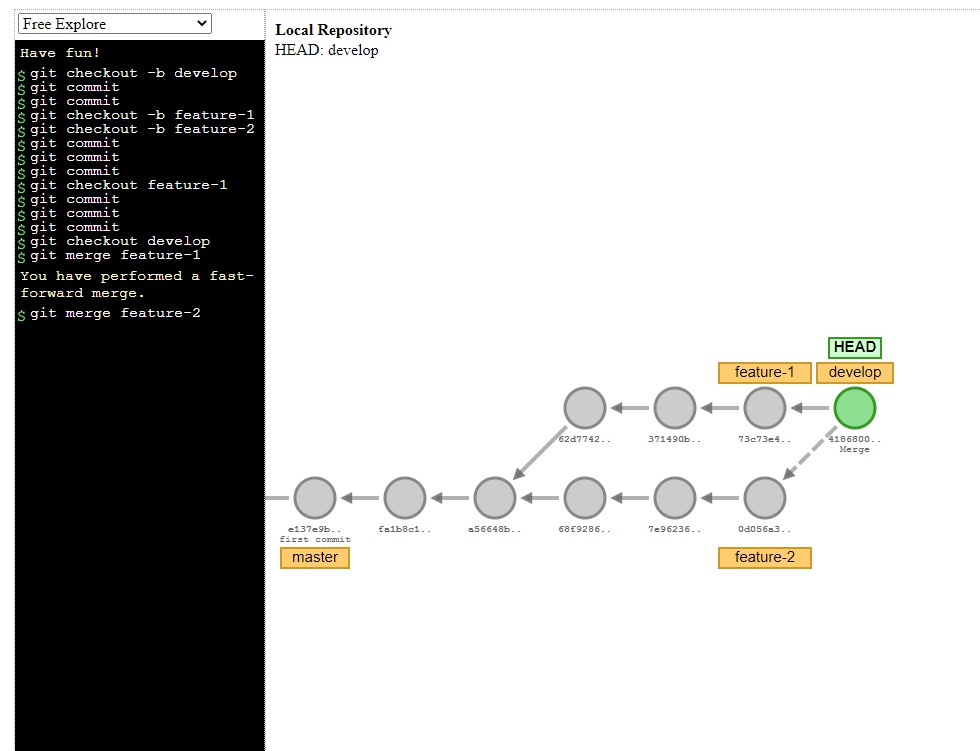 Free Explore
Have fun!
$ git checkout -b develop
$ git commit
$ git commit
$ git checkout -b feature-1
$ git checkout -b feature-2
$ git commit
$ git commit
$ git commit
$ git checkout feature-1
$ git commit
$ git commit
$ git commit
$ git checkout develop
$ git merge feature-1
You have performed a fast-
forward merge.
$ git merge feature-2
Local Repository
HEAD: develop
HEAD
feature-1 develop
62d7742.. 371490b.. 73c73e4.. 4186800..
Merge
e137e9b.. fa1b8c1.. a56648b.. 68f9286.. 7e96236.. 0d056a3..
first commit
master feature-2